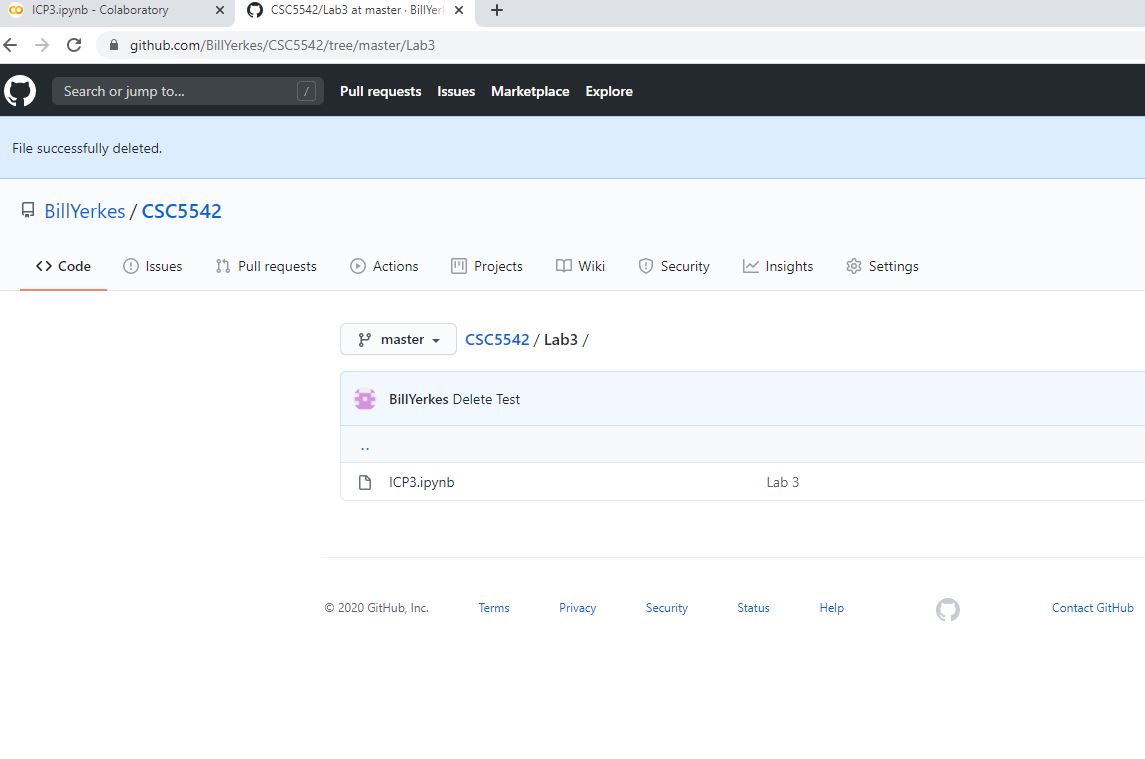 ICP3.ipynb - Colaboratory
CSC5542/Lab3 at master · BillYerk
github.com/BillYerkes/CSC5542/tree/master/Lab3
Search or jump to... /
Pull requests Issues Marketplace Explore
File successfully deleted.
BillYerkes / CSC5542
Code Issues Pull requests Actions Projects Wiki Security Insights Settings
master CSC5542 / Lab3 /
BillYerkes Delete Test
..
ICP3.ipynb Lab 3
© 2020 GitHub, Inc. Terms Privacy Security Status Help Contact GitHub